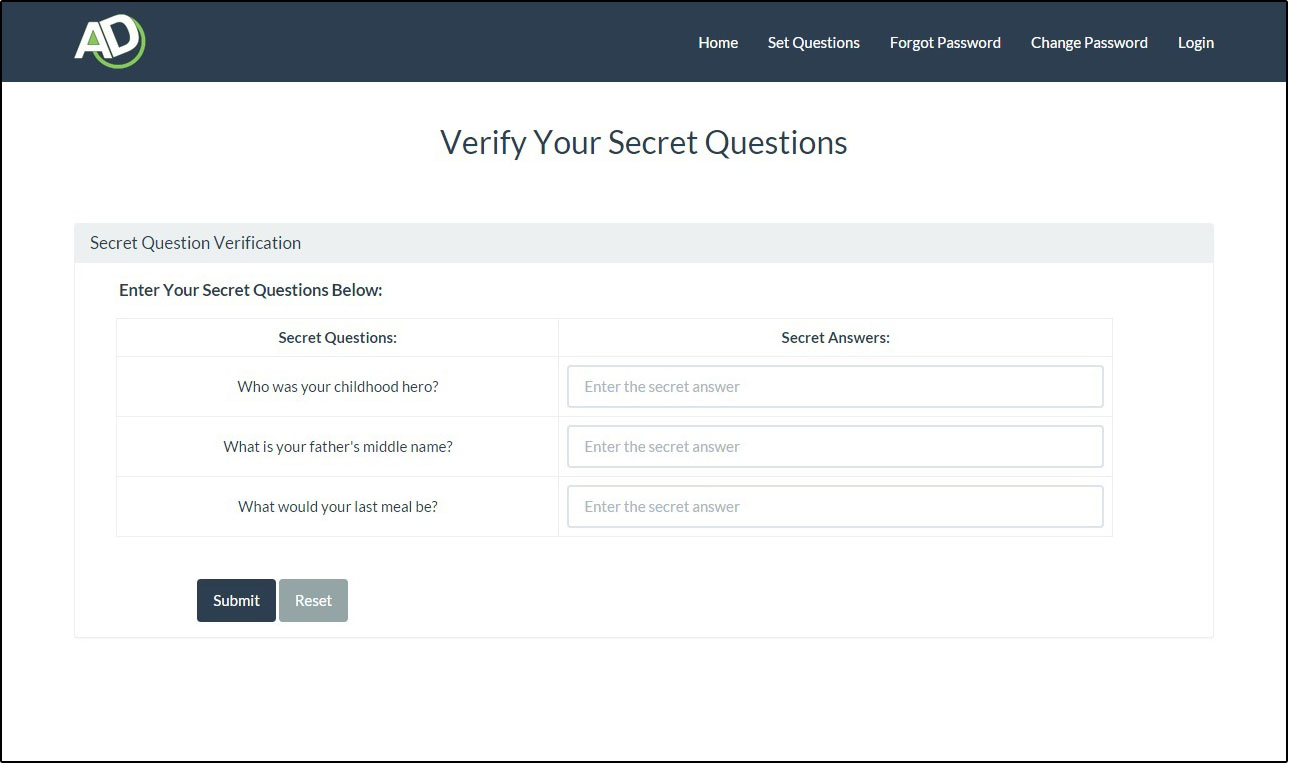 AD
Home Set Questions Forgot Password Change Password Login
Verify Your Secret Questions
Secret Question Verification
Enter Your Secret Questions Below:
Secret Questions: Secret Answers:
Who was your childhood hero? Enter the secret answer
What is your father's middle name? Enter the secret answer
What would your last meal be? Enter the secret answer
Submit Reset